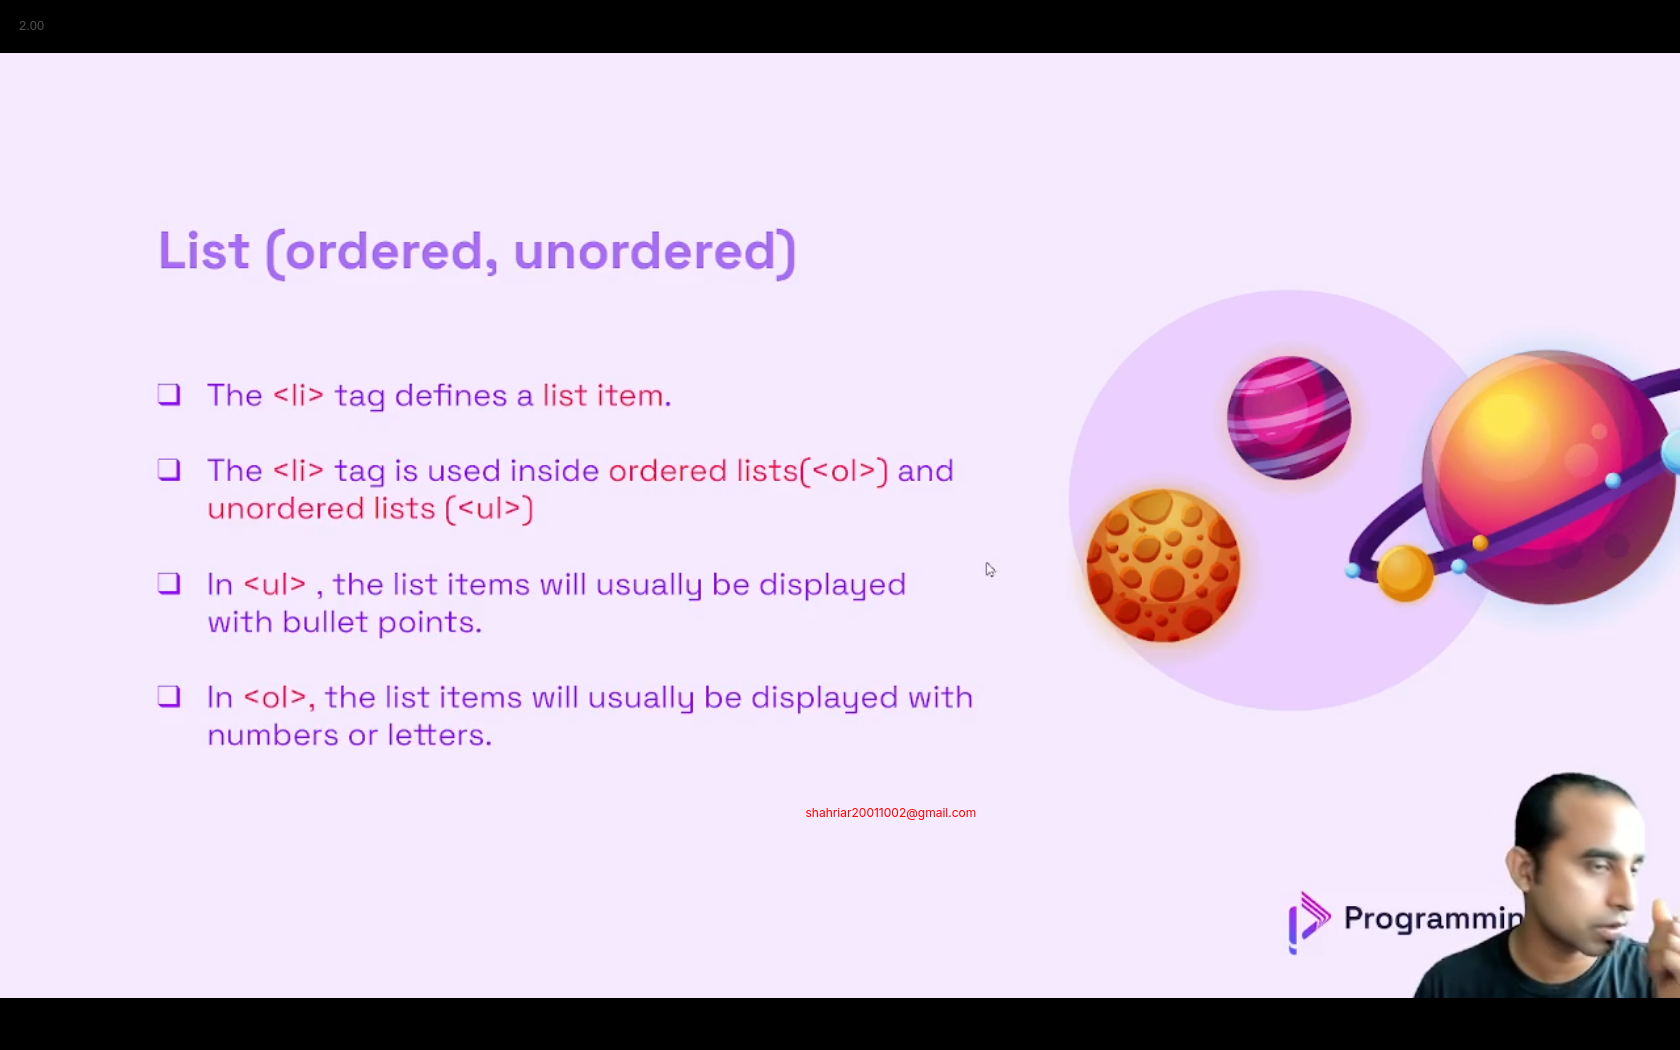 2.00
List (ordered, unordered)
❏ The <li> tag defines a list item.
❏ The <li> tag is used inside ordered lists(<ol>) and
unordered lists (<ul>)
❏ In <ul> , the list items will usually be displayed
with bullet points.
❏ In <ol>, the list items will usually be displayed with
numbers or letters.
shahriar20011002@gmail.com
Programmin